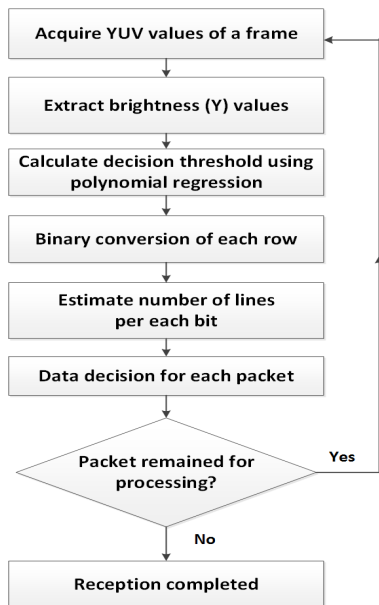 Acquire YUV values of a frame
Extract brightness (Y) values
Calculate decision threshold using
polynomial regression
Binary conversion of each row
Estimate number of lines
per each bit
Data decision for each packet
Packet remained for
processing?
Yes
No
Reception completed